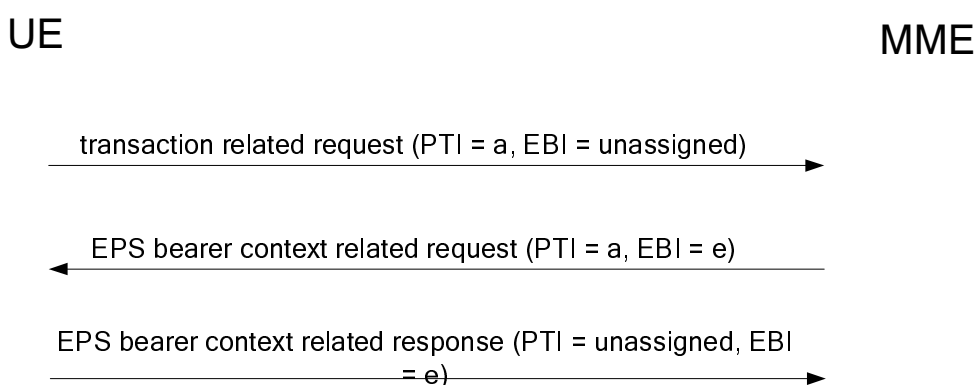 UE
MME
transaction related request (PTI = a, EBI = unassigned)
EPS bearer context related request (PTI = a, EBI = e)
EPS bearer context related response (PTI = unassigned, EBI
= e)